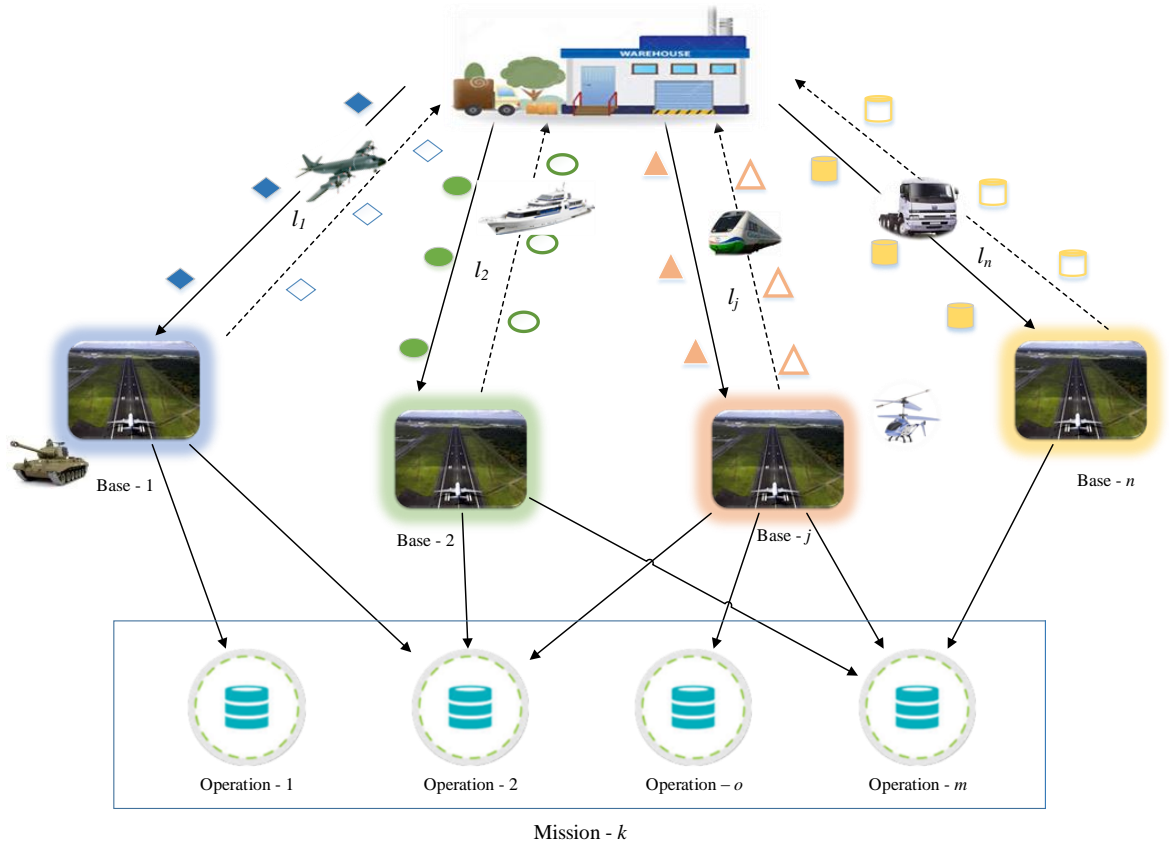 WAREHOUSE
l1
l2
lj
ln
Base - 1
Base - 2
Base - j
Base - n
Operation - 1
Operation - 2
Operation – o
Operation - m
Mission - k